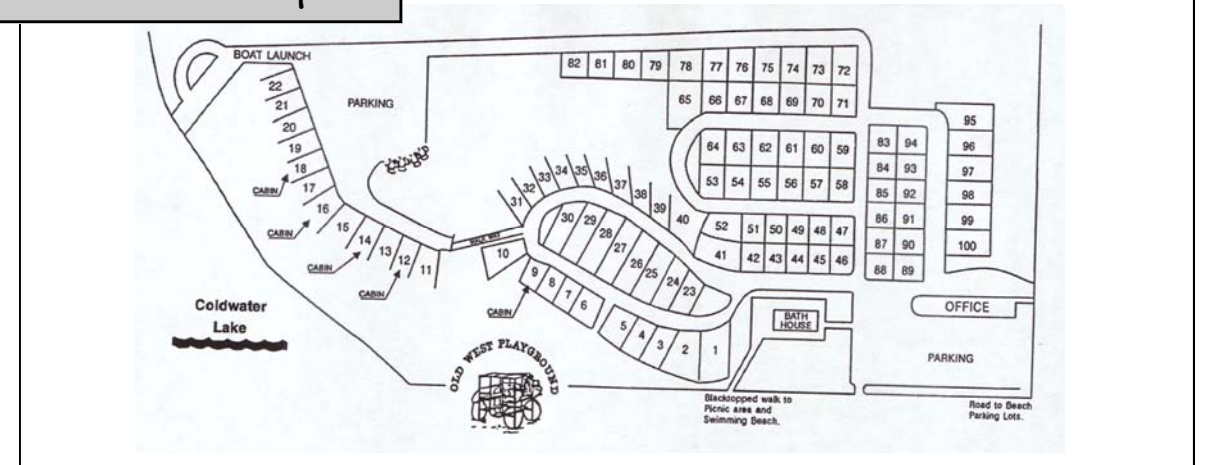 BOAT LAUNCH
PARKING
82 81 80 79 78 77 76 75 74 73 72
65 66 67 68 69 70 71
95
96
97
98
99
100
83 94
84 93
85 92
86 91
87 90
88 89
64 63 62 61 60 59
53 54 55 56 57 58
52 51 50 49 48 47
41 42 43 44 45 46
22
21
20
19
18
CABIN
17
16
CABIN
15
14
CABIN
13
12
CABIN
11
WALK WAY
10
31 32 33 34 35 36 37 38 39 40
30 29 28 27 26 25 24 23
9 8 7 6
CABIN
5 4 3 2 1
BATH
HOUSE
OFFICE
PARKING
Coldwater
Lake
OLD WEST PLAYGROUND
Blacktopped walk to
Picnic area and
Swimming Beach.
Road to Beach
Parking Lots.